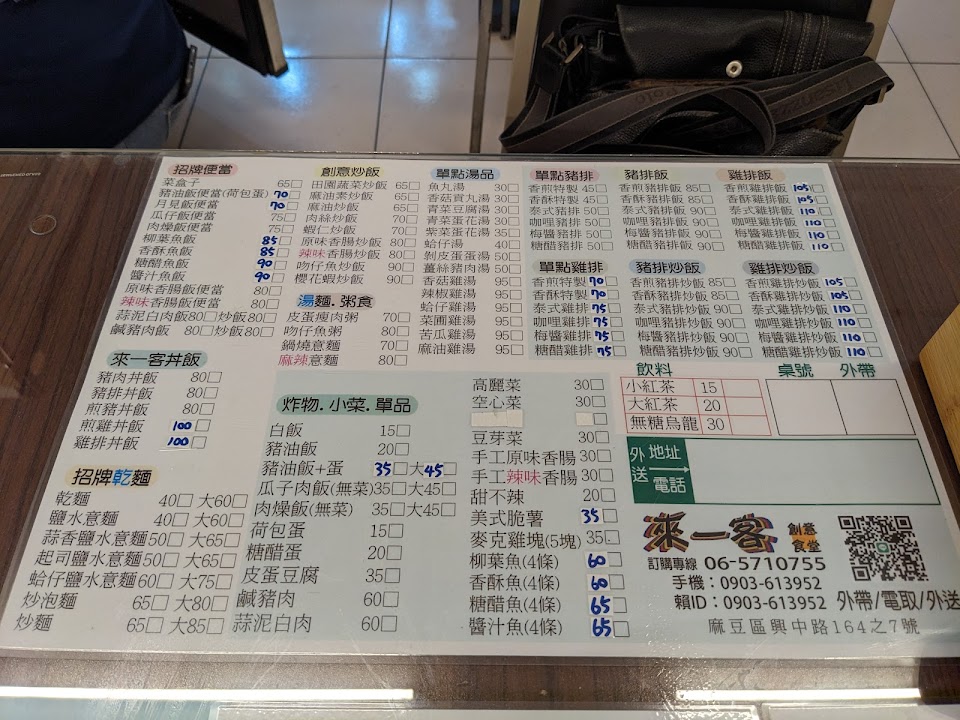 招牌便當
菜盒子 65□
豬油飯便當(荷包蛋) 70
月見飯便當 70
瓜仔飯便當 75□
肉燥飯便當 75□
柳葉魚飯 85□
香酥魚飯 85□
糖醋魚飯 90□
醬汁魚飯 90□
原味香腸飯便當 80□
辣味香腸飯便當 80□
蒜泥白肉飯80□炒飯80□
鹹豬肉飯 80□炒飯80□
來一客丼飯
豬肉丼飯 80□
豬排丼飯 80□
煎豬丼飯 80□
煎雞丼飯 100□
雞排丼飯 100□
招牌乾麵
乾麵 40□大60□
鹽水意麵 40□大60□
蒜香鹽水意麵50□大65□
起司鹽水意麵50□大65□
蛤仔鹽水意麵60□大75□
炒泡麵 65□大80□
炒麵 65□大85□
創意炒飯
田園蔬菜炒飯 65□
麻油素炒飯 65□
麻油炒飯 65□
肉絲炒飯 70□
蝦仁炒飯 70□
原味香腸炒飯 80□
辣味香腸炒飯 80□
吻仔魚炒飯 90□
櫻花蝦炒飯 90□
湯麵.粥食
皮蛋瘦肉粥 70□
吻仔魚粥 80□
鍋燒意麵 70□
麻辣意麵 80□
單點湯品
魚丸湯 30□
香菇貢丸湯 30□
青菜豆腐湯 30□
青菜蛋花湯 30□
紫菜蛋花湯 35□
蛤仔湯 40□
剝皮蛋蛋湯 50□
薑絲豬肉湯 50□
香菇雞湯 95□
辣椒雞湯 95□
蛤仔雞湯 95□
菜圃雞湯 95□
苦瓜雞湯 95□
麻油雞湯 95□
單點豬排
香煎特製 45□
香酥特製 45□
泰式豬排 50□
咖哩豬排 50□
梅醬豬排 50□
糖醋豬排 50□
單點雞排
香煎特製 70□
香酥特製 70□
泰式雞排 75□
咖哩雞排 75□
梅醬雞排 75□
糖醋雞排 75□
豬排飯
香煎豬排飯 85□
香酥豬排飯 85□
泰式豬排飯 90□
咖哩豬排飯 90□
梅醬豬排飯 90□
糖醋豬排飯 90□
豬排炒飯
香煎豬排炒飯 85□
香酥豬排炒飯 85□
泰式豬排炒飯 90□
咖哩豬排炒飯 90□
梅醬豬排炒飯 90□
糖醋豬排炒飯 90□
雞排飯
香煎雞排飯 105□
香酥雞排飯 105□
泰式雞排飯 110□
咖哩雞排飯 110□
梅醬雞排飯 110□
糖醋雞排飯 110□
雞排炒飯
香煎雞排炒飯 105□
香酥雞排炒飯 105□
泰式雞排炒飯 110□
咖哩雞排炒飯 110□
梅醬雞排炒飯 110□
糖醋雞排炒飯 110□
炸物.小菜.單品
白飯 15□
豬油飯 20□
豬油飯+蛋 35□大45□
瓜子肉飯(無菜)35□大45□
肉燥飯(無菜) 35□大45□
荷包蛋 15□
糖醋蛋 20□
皮蛋豆腐 35□
鹹豬肉 60□
蒜泥白肉 60□
高麗菜 30□
空心菜 30□
豆芽菜 30□
手工原味香腸 30□
手工辣味香腸 30□
甜不辣 20□
美式脆薯 35□
麥克雞塊(5塊) 35□
柳葉魚(4條) 60□
香酥魚(4條) 60□
糖醋魚(4條) 65□
醬汁魚(4條) 65□
飲料
小紅茶 15
大紅茶 20
無糖烏龍 30
桌號 外帶
外送 地址
電話
來一客 創意食堂
訂購專線 06-5710755
手機：0903-613952
賴ID：0903-613952
外帶/電取/外送
麻豆區興中路164之7號